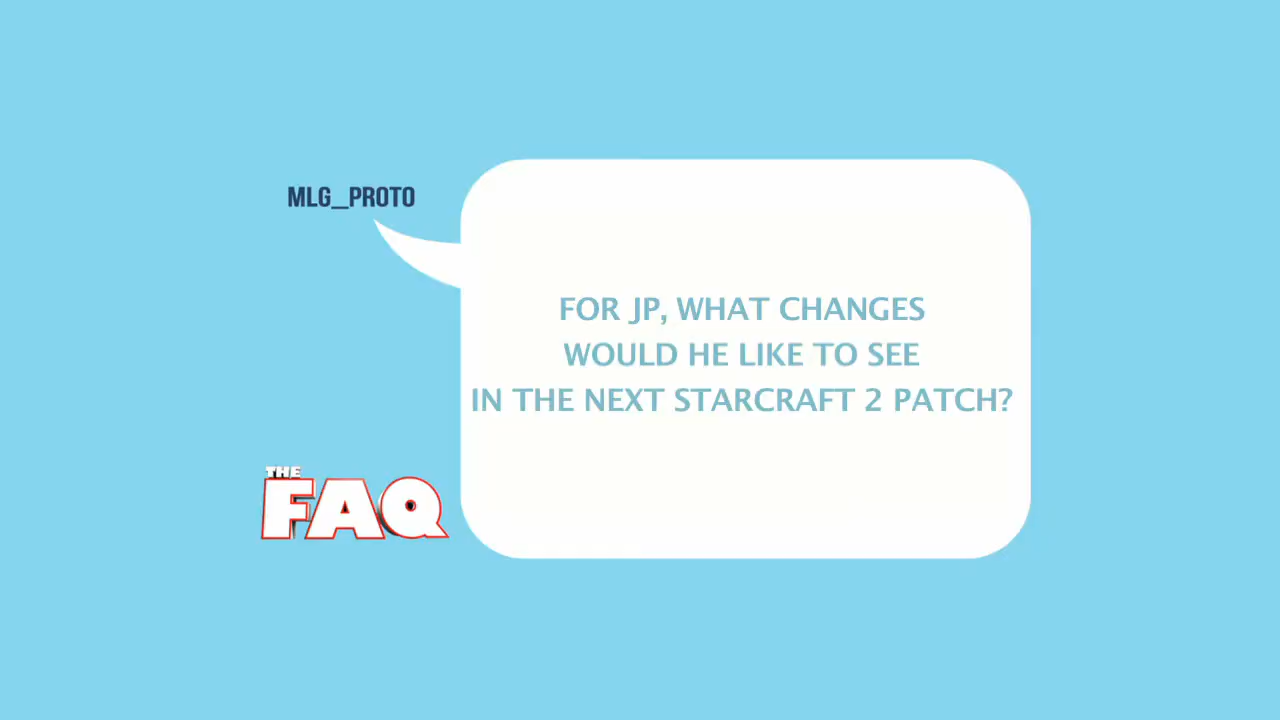 MLG_PROTO
FOR JP, WHAT CHANGES
WOULD HE LIKE TO SEE
IN THE NEXT STARCRAFT 2 PATCH?
THE
FAQ